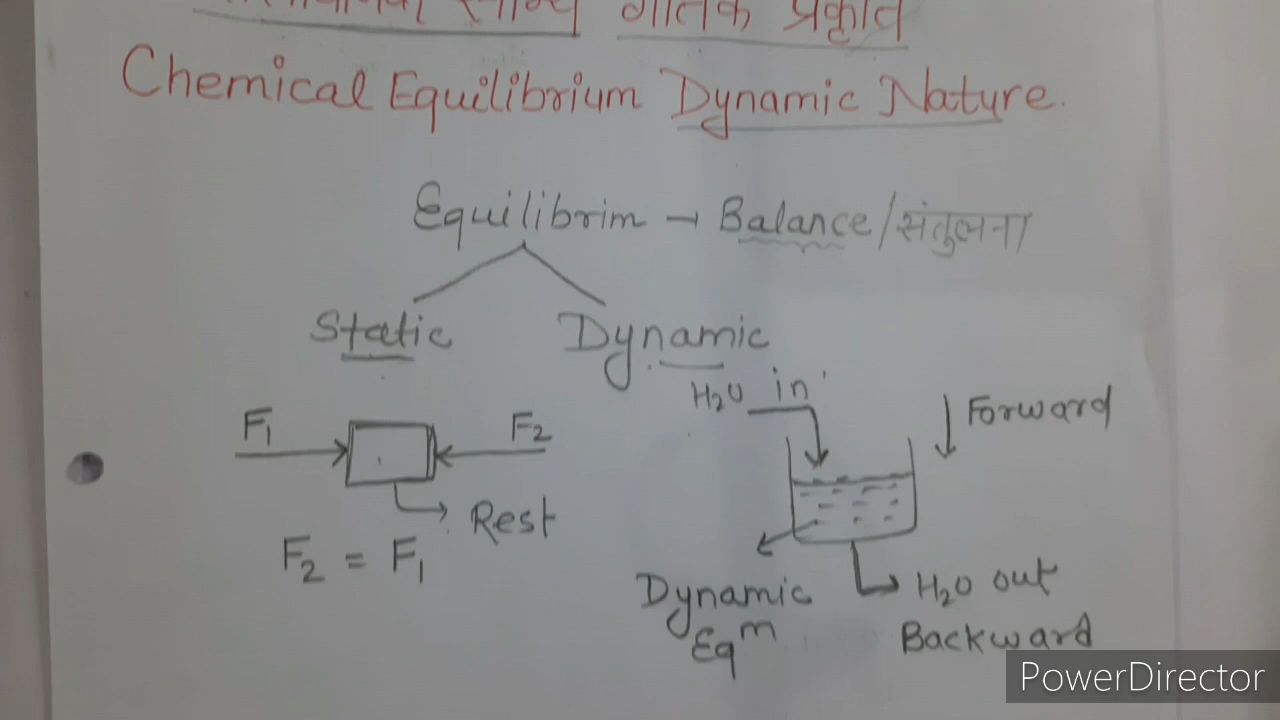 साम्य गतिक प्रकृति
Chemical Equilibrium Dynamic Nature.
Equilibrim → Balance/संतुलना
Static Dynamic
H₂O in
Forward
F₁ F₂
Rest
F₂ = F₁
Dynamic Eqᵐ
H₂O out
Backward
PowerDirector